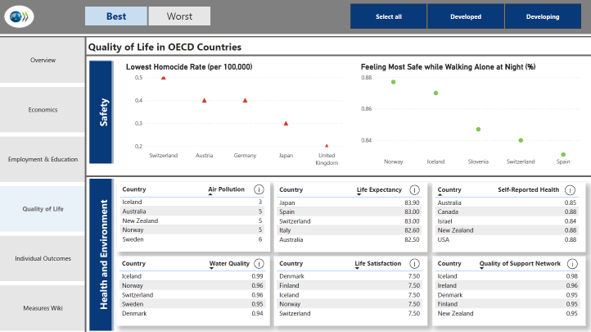 Best
Worst
Select all
Developed
Developing
Quality of Life in OECD Countries
Overview
Economics
Employment & Education
Quality of Life
Individual Outcomes
Measures Wiki
Safety
Lowest Homocide Rate (per 100,000)
0.5
0.4
0.3
0.2
Switzerland Austria Germany Japan United
Kingdom
Feeling Most Safe while Walking Alone at Night (%)
0.88
0.86
0.84
Norway Iceland Slovenia Switzerland Spain
Health and Environment
Country Air Pollution
Iceland 3
Australia 5
New Zealand 5
Norway 5
Sweden 6
Country Life Expectancy
Japan 83.90
Spain 83.00
Switzerland 83.00
Italy 82.60
Australia 82.50
Country Self-Reported Health
Australia 0.85
Canada 0.88
Israel 0.84
New Zealand 0.88
USA 0.88
Country Water Quality
Iceland 0.99
Norway 0.96
Switzerland 0.96
Sweden 0.95
Denmark 0.94
Country Life Satisfaction
Denmark 7.50
Finland 7.50
Iceland 7.50
Norway 7.50
Switzerland 7.50
Country Quality of Support Network
Iceland 0.98
Ireland 0.96
Denmark 0.95
Finland 0.95
New Zealand 0.95